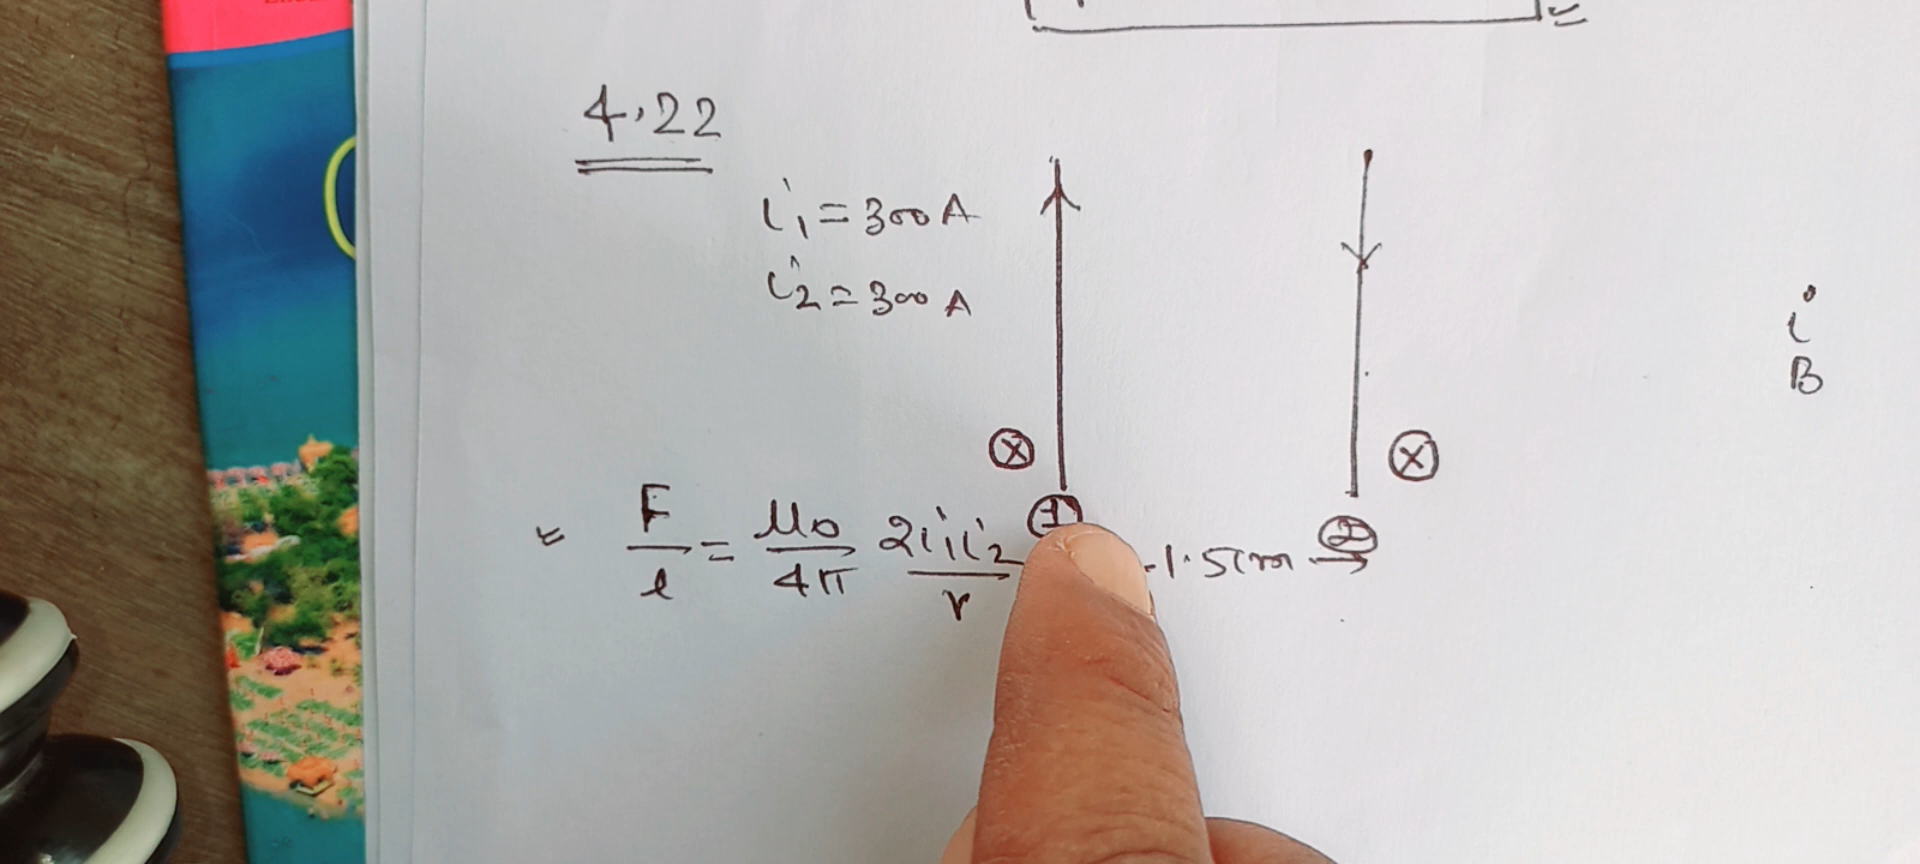 4.22
i₁ = 300 A
i₂ = 300 A
i
B
ⓧ ⓧ
= F/l = μ₀/4π 2i₁i₂/r ① 1.5cm → ②